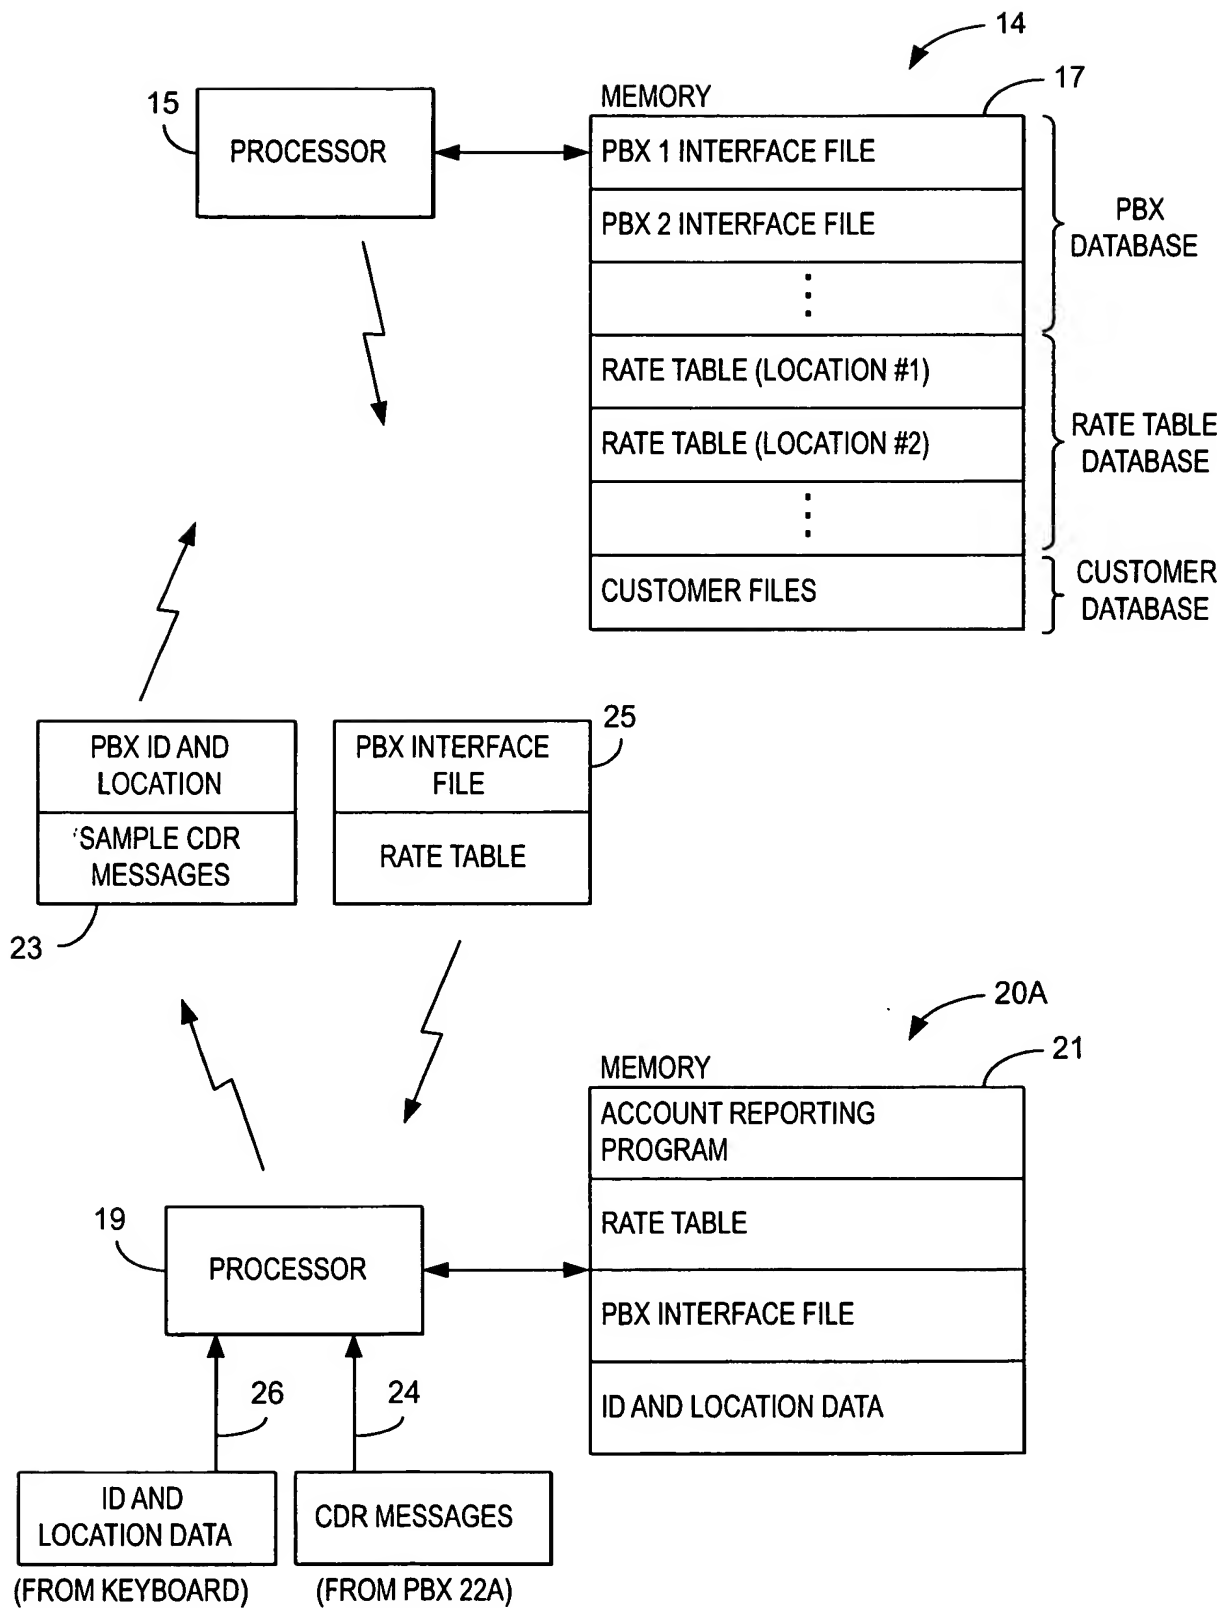 14
15
MEMORY
17
PROCESSOR
PBX 1 INTERFACE FILE
PBX 2 INTERFACE FILE
PBX
DATABASE
RATE TABLE (LOCATION #1)
RATE TABLE (LOCATION #2)
RATE TABLE
DATABASE
CUSTOMER FILES
CUSTOMER
DATABASE
PBX ID AND
LOCATION
SAMPLE CDR
MESSAGES
23
25
PBX INTERFACE
FILE
RATE TABLE
20A
MEMORY
21
ACCOUNT REPORTING
PROGRAM
RATE TABLE
PBX INTERFACE FILE
ID AND LOCATION DATA
19
PROCESSOR
26
24
ID AND
LOCATION DATA
(FROM KEYBOARD)
CDR MESSAGES
(FROM PBX 22A)